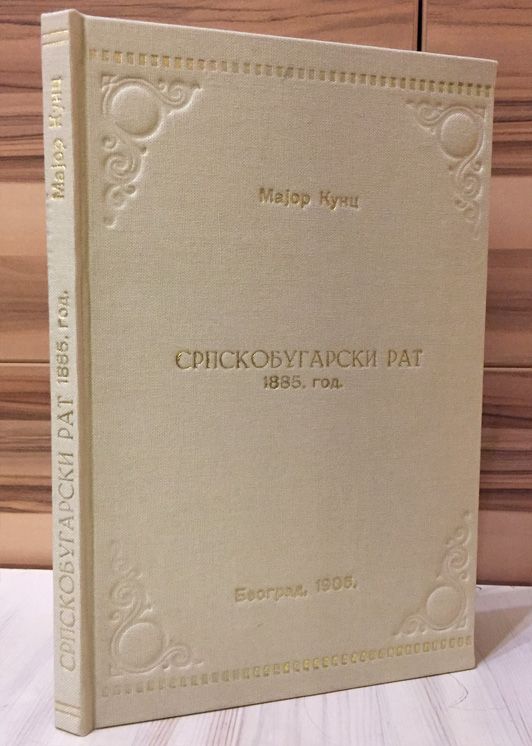 Мајор Кунц
СРПСКОБУГАРСКИ РАТ
1885. год.
Београд, 1905.
СРПСКОБУГАРСКИ РАТ 1885. год. Мајор Кунц